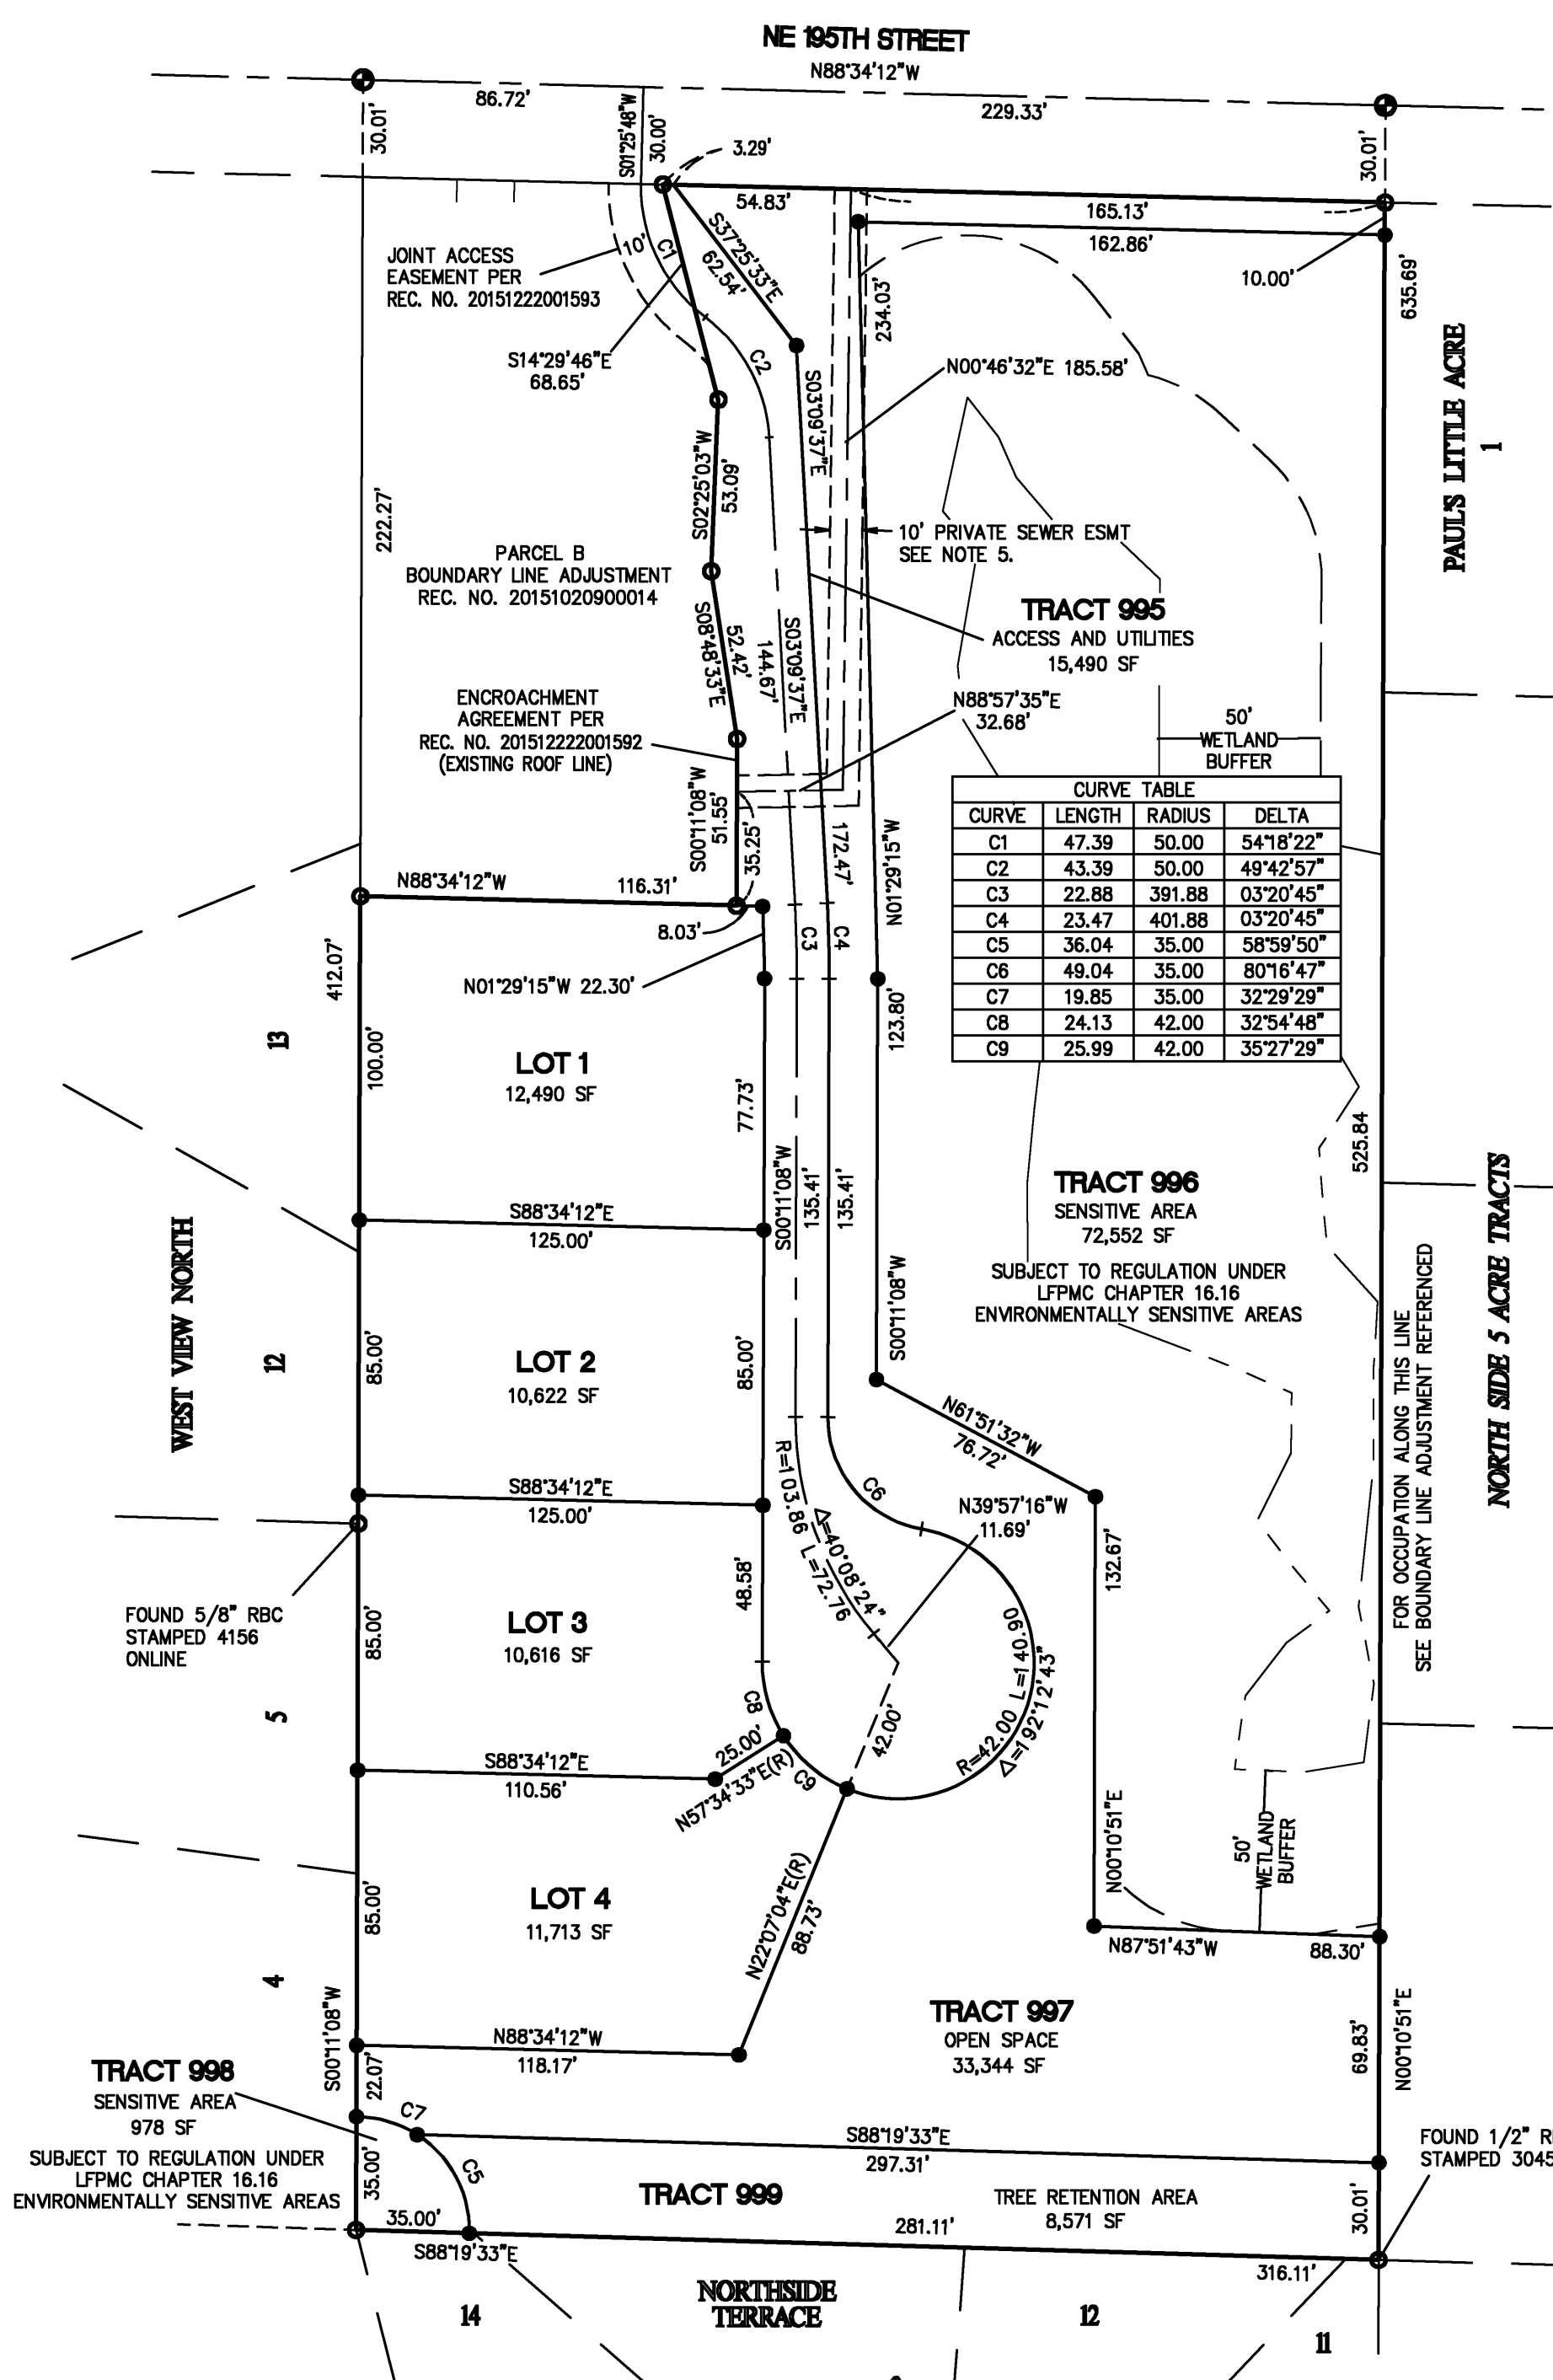 NE 195TH STREET
N88°34'12"W
86.72'
229.33'
30.01'
S01°25'48"W
30.00'
3.29'
30.01'
54.83'
165.13'
162.86'
10.00'
635.69'
JOINT ACCESS
EASEMENT PER
REC. NO. 20151222001593
10'
C1
S37°25'33"E
62.54'
234.03'
S14°29'46"E
68.65'
C2
N00°46'32"E 185.58'
S03°09'37"E
PAUL'S LITTLE ACRE
1
222.27'
S02°25'03"W
53.09'
10' PRIVATE SEWER ESMT
SEE NOTE 5.
PARCEL B
BOUNDARY LINE ADJUSTMENT
REC. NO. 20151020900014
TRACT 995
ACCESS AND UTILITIES
15,490 SF
S08°48'33"E
52.42'
144.67'
S03°09'37"E
N88°57'35"E
32.68'
50'
WETLAND
BUFFER
ENCROACHMENT
AGREEMENT PER
REC. NO. 201512222001592
(EXISTING ROOF LINE)
S00°11'08"W
51.55'
35.25'
172.47'
N01°29'15"W
CURVE TABLE
CURVE LENGTH RADIUS DELTA
C1 47.39 50.00 54°18'22"
C2 43.39 50.00 49°42'57"
C3 22.88 391.88 03°20'45"
C4 23.47 401.88 03°20'45"
C5 36.04 35.00 58°59'50"
C6 49.04 35.00 80°16'47"
C7 19.85 35.00 32°29'29"
C8 24.13 42.00 32°54'48"
C9 25.99 42.00 35°27'29"
N88°34'12"W
116.31'
8.03'
C3
C4
412.07'
N01°29'15"W 22.30'
123.80'
13
100.00'
LOT 1
12,490 SF
77.73'
525.84
S00°11'08"W
135.41'
135.41'
TRACT 996
SENSITIVE AREA
72,552 SF
SUBJECT TO REGULATION UNDER
LFPMC CHAPTER 16.16
ENVIRONMENTALLY SENSITIVE AREAS
S88°34'12"E
125.00'
S00°11'08"W
WEST VIEW NORTH
12
85.00'
LOT 2
10,622 SF
85.00'
FOR OCCUPATION ALONG THIS LINE
SEE BOUNDARY LINE ADJUSTMENT REFERENCED
NORTH SIDE 5 ACRE TRACTS
N61°51'32"W
76.72'
S88°34'12"E
125.00'
R=103.86 L=72.76
Δ=40°08'24"
C6
N39°57'16"W
11.69'
132.67'
FOUND 5/8" RBC
STAMPED 4156
ONLINE
85.00'
LOT 3
10,616 SF
48.58'
R=42.00 L=140.90
Δ=192°12'43"
5
C8
42.00'
S88°34'12"E
110.56'
25.00'
N57°34'33"E(R)
C9
N00°10'51"E
50'
WETLAND
BUFFER
85.00'
LOT 4
11,713 SF
N22°07'04"E(R)
88.73'
N87°51'43"W
88.30'
4
S00°11'08"W
N88°34'12"W
118.17'
TRACT 997
OPEN SPACE
33,344 SF
69.83'
N00°10'51"E
TRACT 998
SENSITIVE AREA
978 SF
SUBJECT TO REGULATION UNDER
LFPMC CHAPTER 16.16
ENVIRONMENTALLY SENSITIVE AREAS
22.07'
C7
C5
35.00'
S88°19'33"E
297.31'
FOUND 1/2" R
STAMPED 3045
TRACT 999
TREE RETENTION AREA
8,571 SF
30.01'
35.00'
S88°19'33"E
281.11'
316.11'
NORTHSIDE
TERRACE
14
12
11